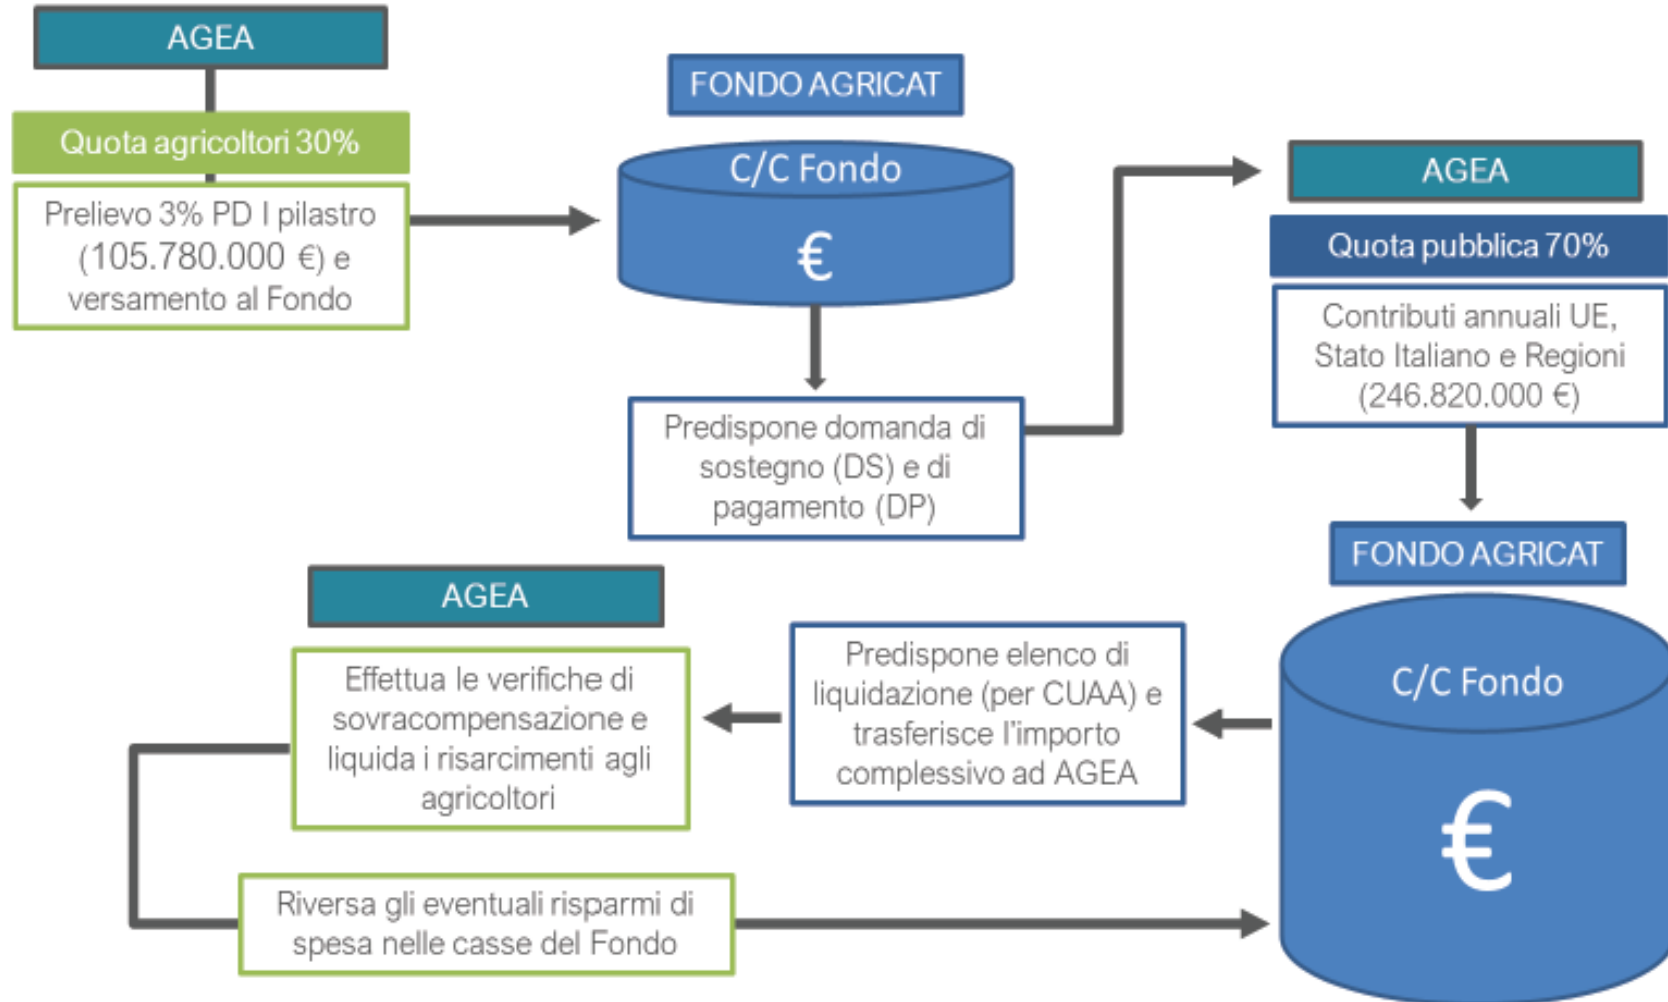 AGEA
Quota agricoltori 30%
Prelievo 3% PD I pilastro
(105.780.000 €) e
versamento al Fondo
FONDO AGRICAT
C/C Fondo
€
Predispone domanda di
sostegno (DS) e di
pagamento (DP)
AGEA
Quota pubblica 70%
Contributi annuali UE,
Stato Italiano e Regioni
(246.820.000 €)
FONDO AGRICAT
C/C Fondo
€
Predispone elenco di
liquidazione (per CUAA) e
trasferisce l'importo
complessivo ad AGEA
AGEA
Effettua le verifiche di
sovracompensazione e
liquida i risarcimenti agli
agricoltori
Riversa gli eventuali risparmi di
spesa nelle casse del Fondo